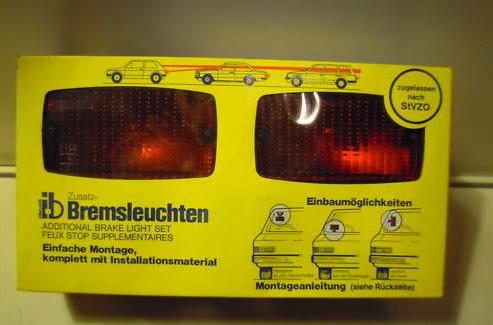 zugelassen
nach
StVZO
ib Zusatz-
Bremsleuchten
ADDITIONAL BRAKE LIGHT SET
FEUX STOP SUPPLEMENTAIRES
Einfache Montage,
komplett mit Installationsmaterial
Einbaumöglichkeiten
Montageanleitung (siehe Rückseite)